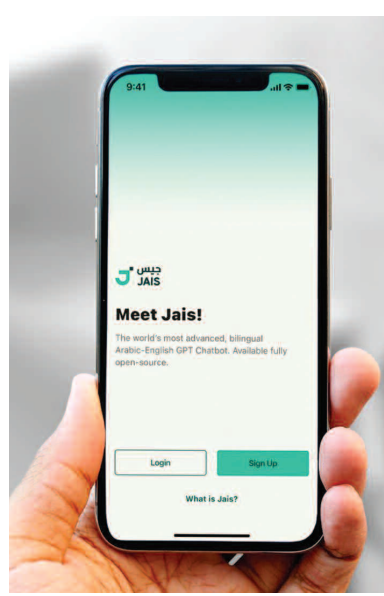 9:41
جيس
JAIS
Meet Jais!
The world's most advanced, bilingual
Arabic-English GPT Chatbot. Available fully
open-source.
Login
Sign Up
What is Jais?